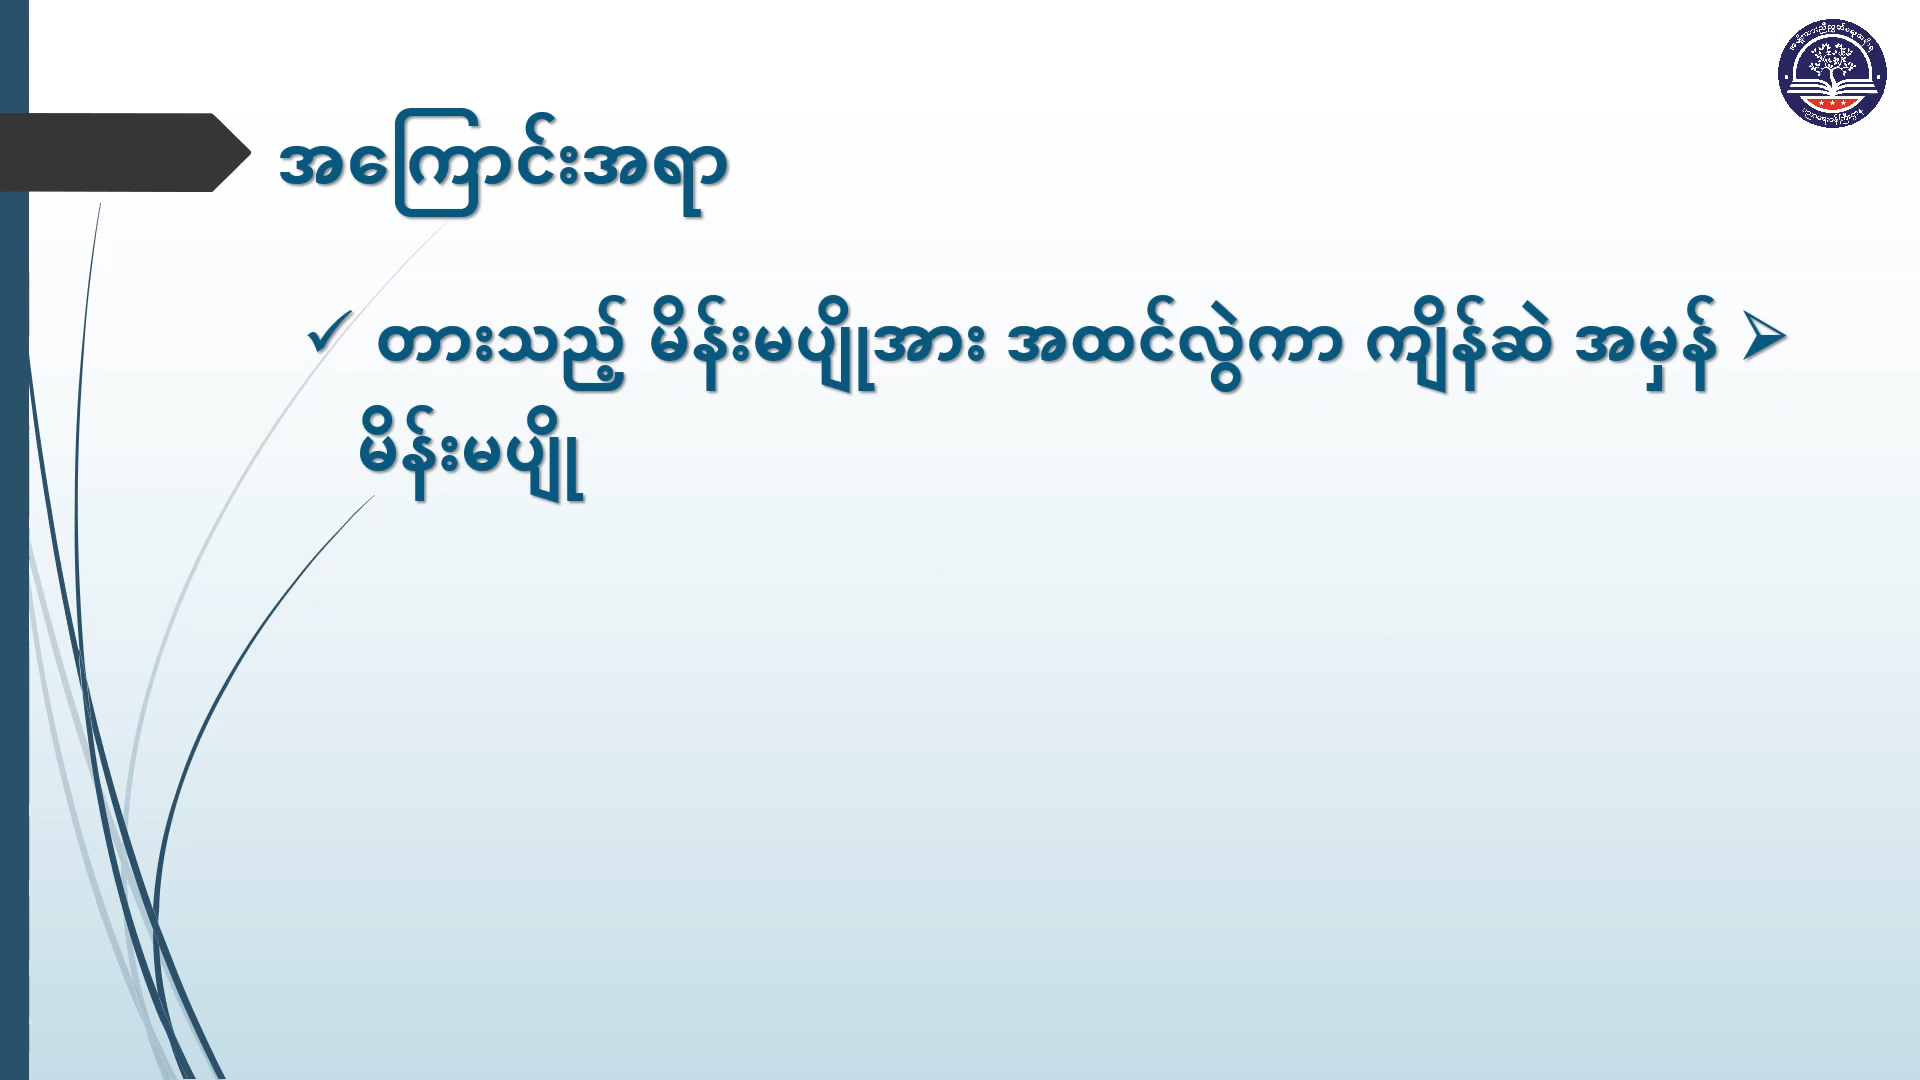 အကြောင်းအရာ
✓ တားသည့် မိန်းမပျိုအား အထင်လွဲကာ ကျိန်ဆဲ အမှန် ➢
မိန်းမပျို